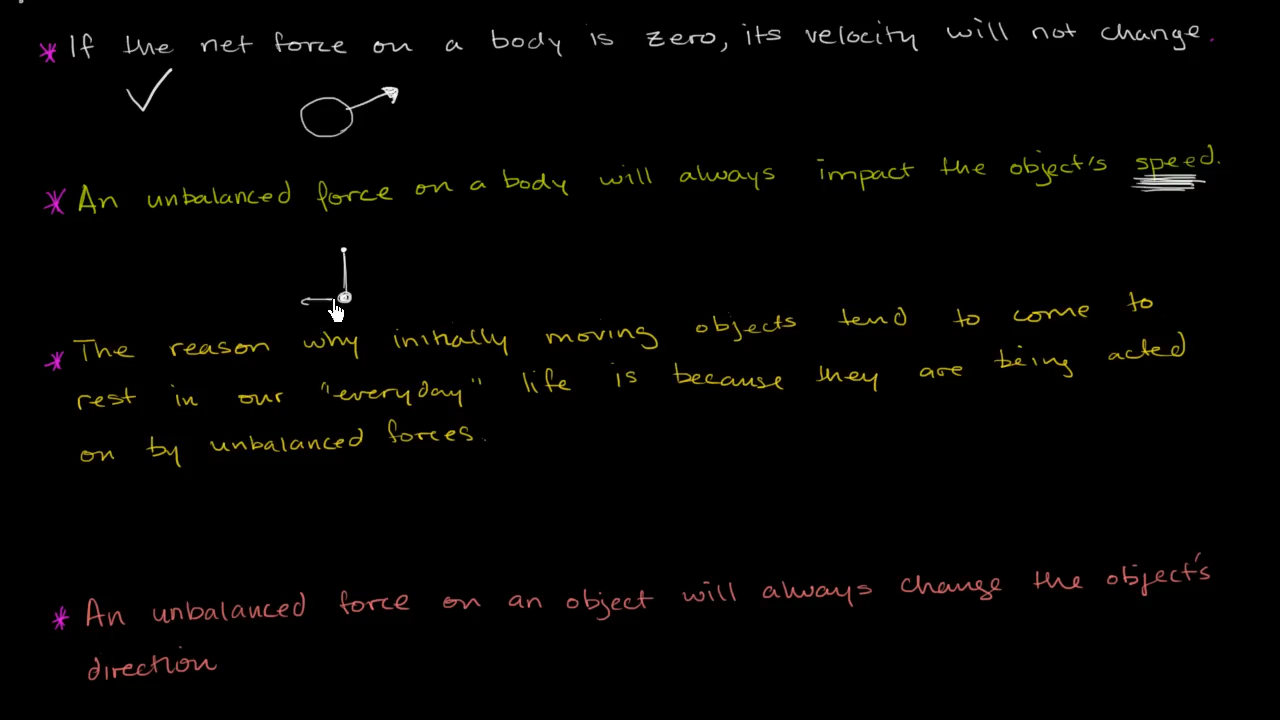 * If the net force on a body is zero, its velocity will not change.
* An unbalanced force on a body will always impact the object's speed.
* The reason why initially moving objects tend to come to
rest in our "everyday" life is because they are being acted
on by unbalanced forces.
* An unbalanced force on an object will always change the object's
direction